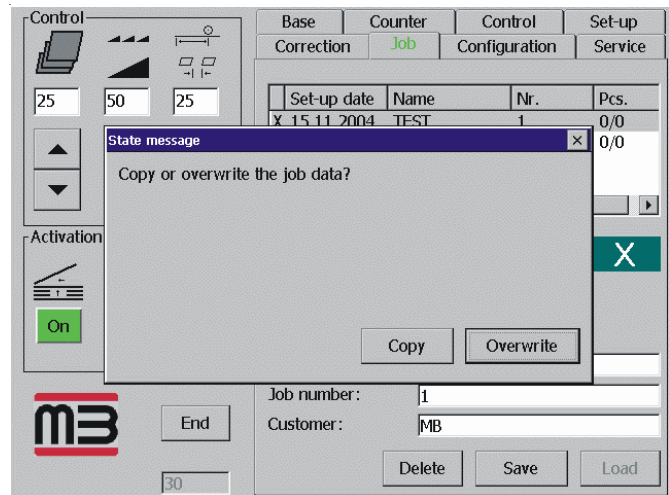 Control
25 50 25
Activation
On
m3
End
30
Base Counter Control Set-up
Correction Job Configuration Service
Set-up date Name Nr. Pcs.
X 15.11.2004 TEST 1 0/0
0/0
State message
Copy or overwrite the job data?
Copy Overwrite
X
Job number: 1
Customer: MB
Delete Save Load